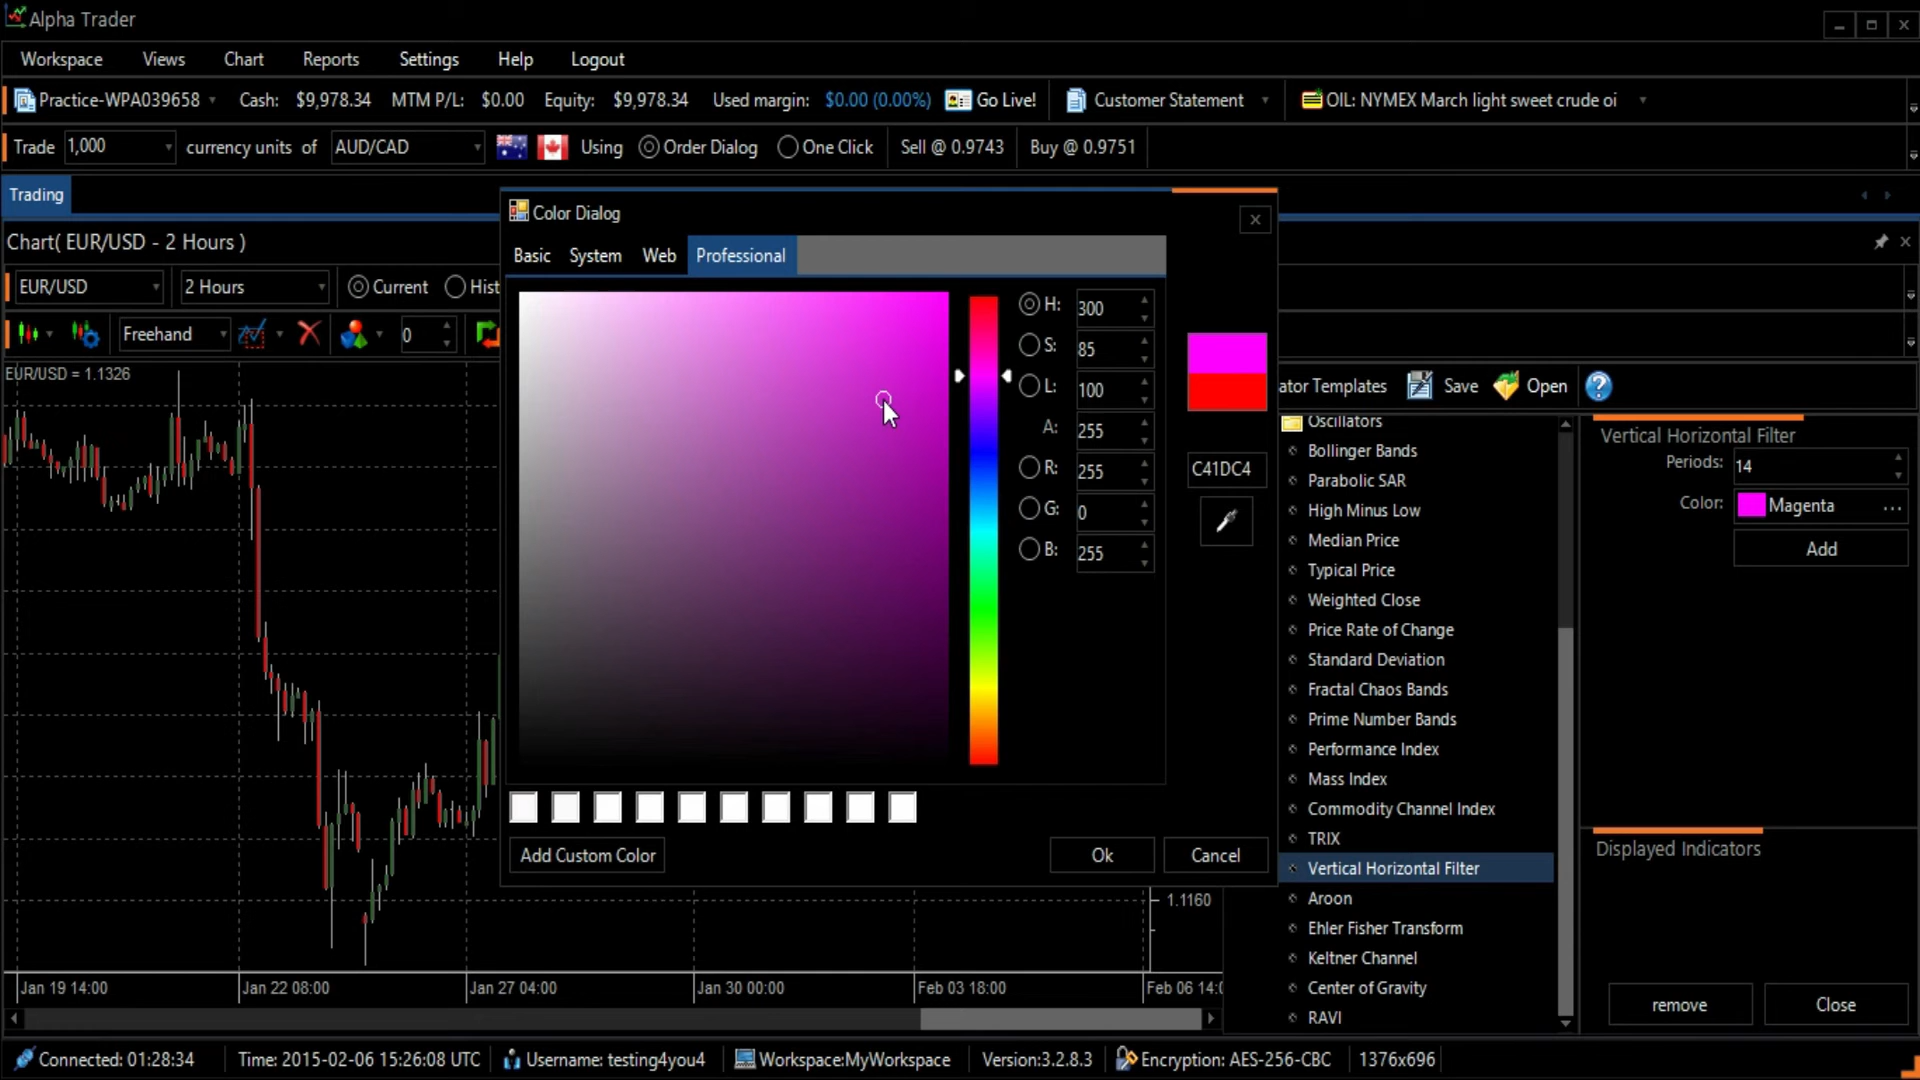 Alpha Trader
Workspace Views Chart Reports Settings Help Logout
Practice-WPA039658 Cash: $9,978.34 MTM P/L: $0.00 Equity: $9,978.34 Used margin: $0.00 (0.00%) Go Live! Customer Statement OIL: NYMEX March light sweet crude oi
Trade 1,000 currency units of AUD/CAD Using Order Dialog One Click Sell @ 0.9743 Buy @ 0.9751
Trading
Chart( EUR/USD - 2 Hours )
EUR/USD 2 Hours Current Hist
Freehand 0
EUR/USD = 1.1326
Color Dialog
Basic System Web Professional
H: 300
S: 85
L: 100
A: 255
R: 255
G: 0
B: 255
C41DC4
Add Custom Color Ok Cancel
ator Templates Save Open
Oscillators
Bollinger Bands
Parabolic SAR
High Minus Low
Median Price
Typical Price
Weighted Close
Price Rate of Change
Standard Deviation
Fractal Chaos Bands
Prime Number Bands
Performance Index
Mass Index
Commodity Channel Index
TRIX
Vertical Horizontal Filter
Aroon
Ehler Fisher Transform
Keltner Channel
Center of Gravity
RAVI
Vertical Horizontal Filter
Periods: 14
Color: Magenta ...
Add
Displayed Indicators
remove Close
1.1160
Jan 19 14:00 Jan 22 08:00 Jan 27 04:00 Jan 30 00:00 Feb 03 18:00 Feb 06 14:0
Connected: 01:28:34 Time: 2015-02-06 15:26:08 UTC Username: testing4you4 Workspace:MyWorkspace Version:3.2.8.3 Encryption: AES-256-CBC 1376x696